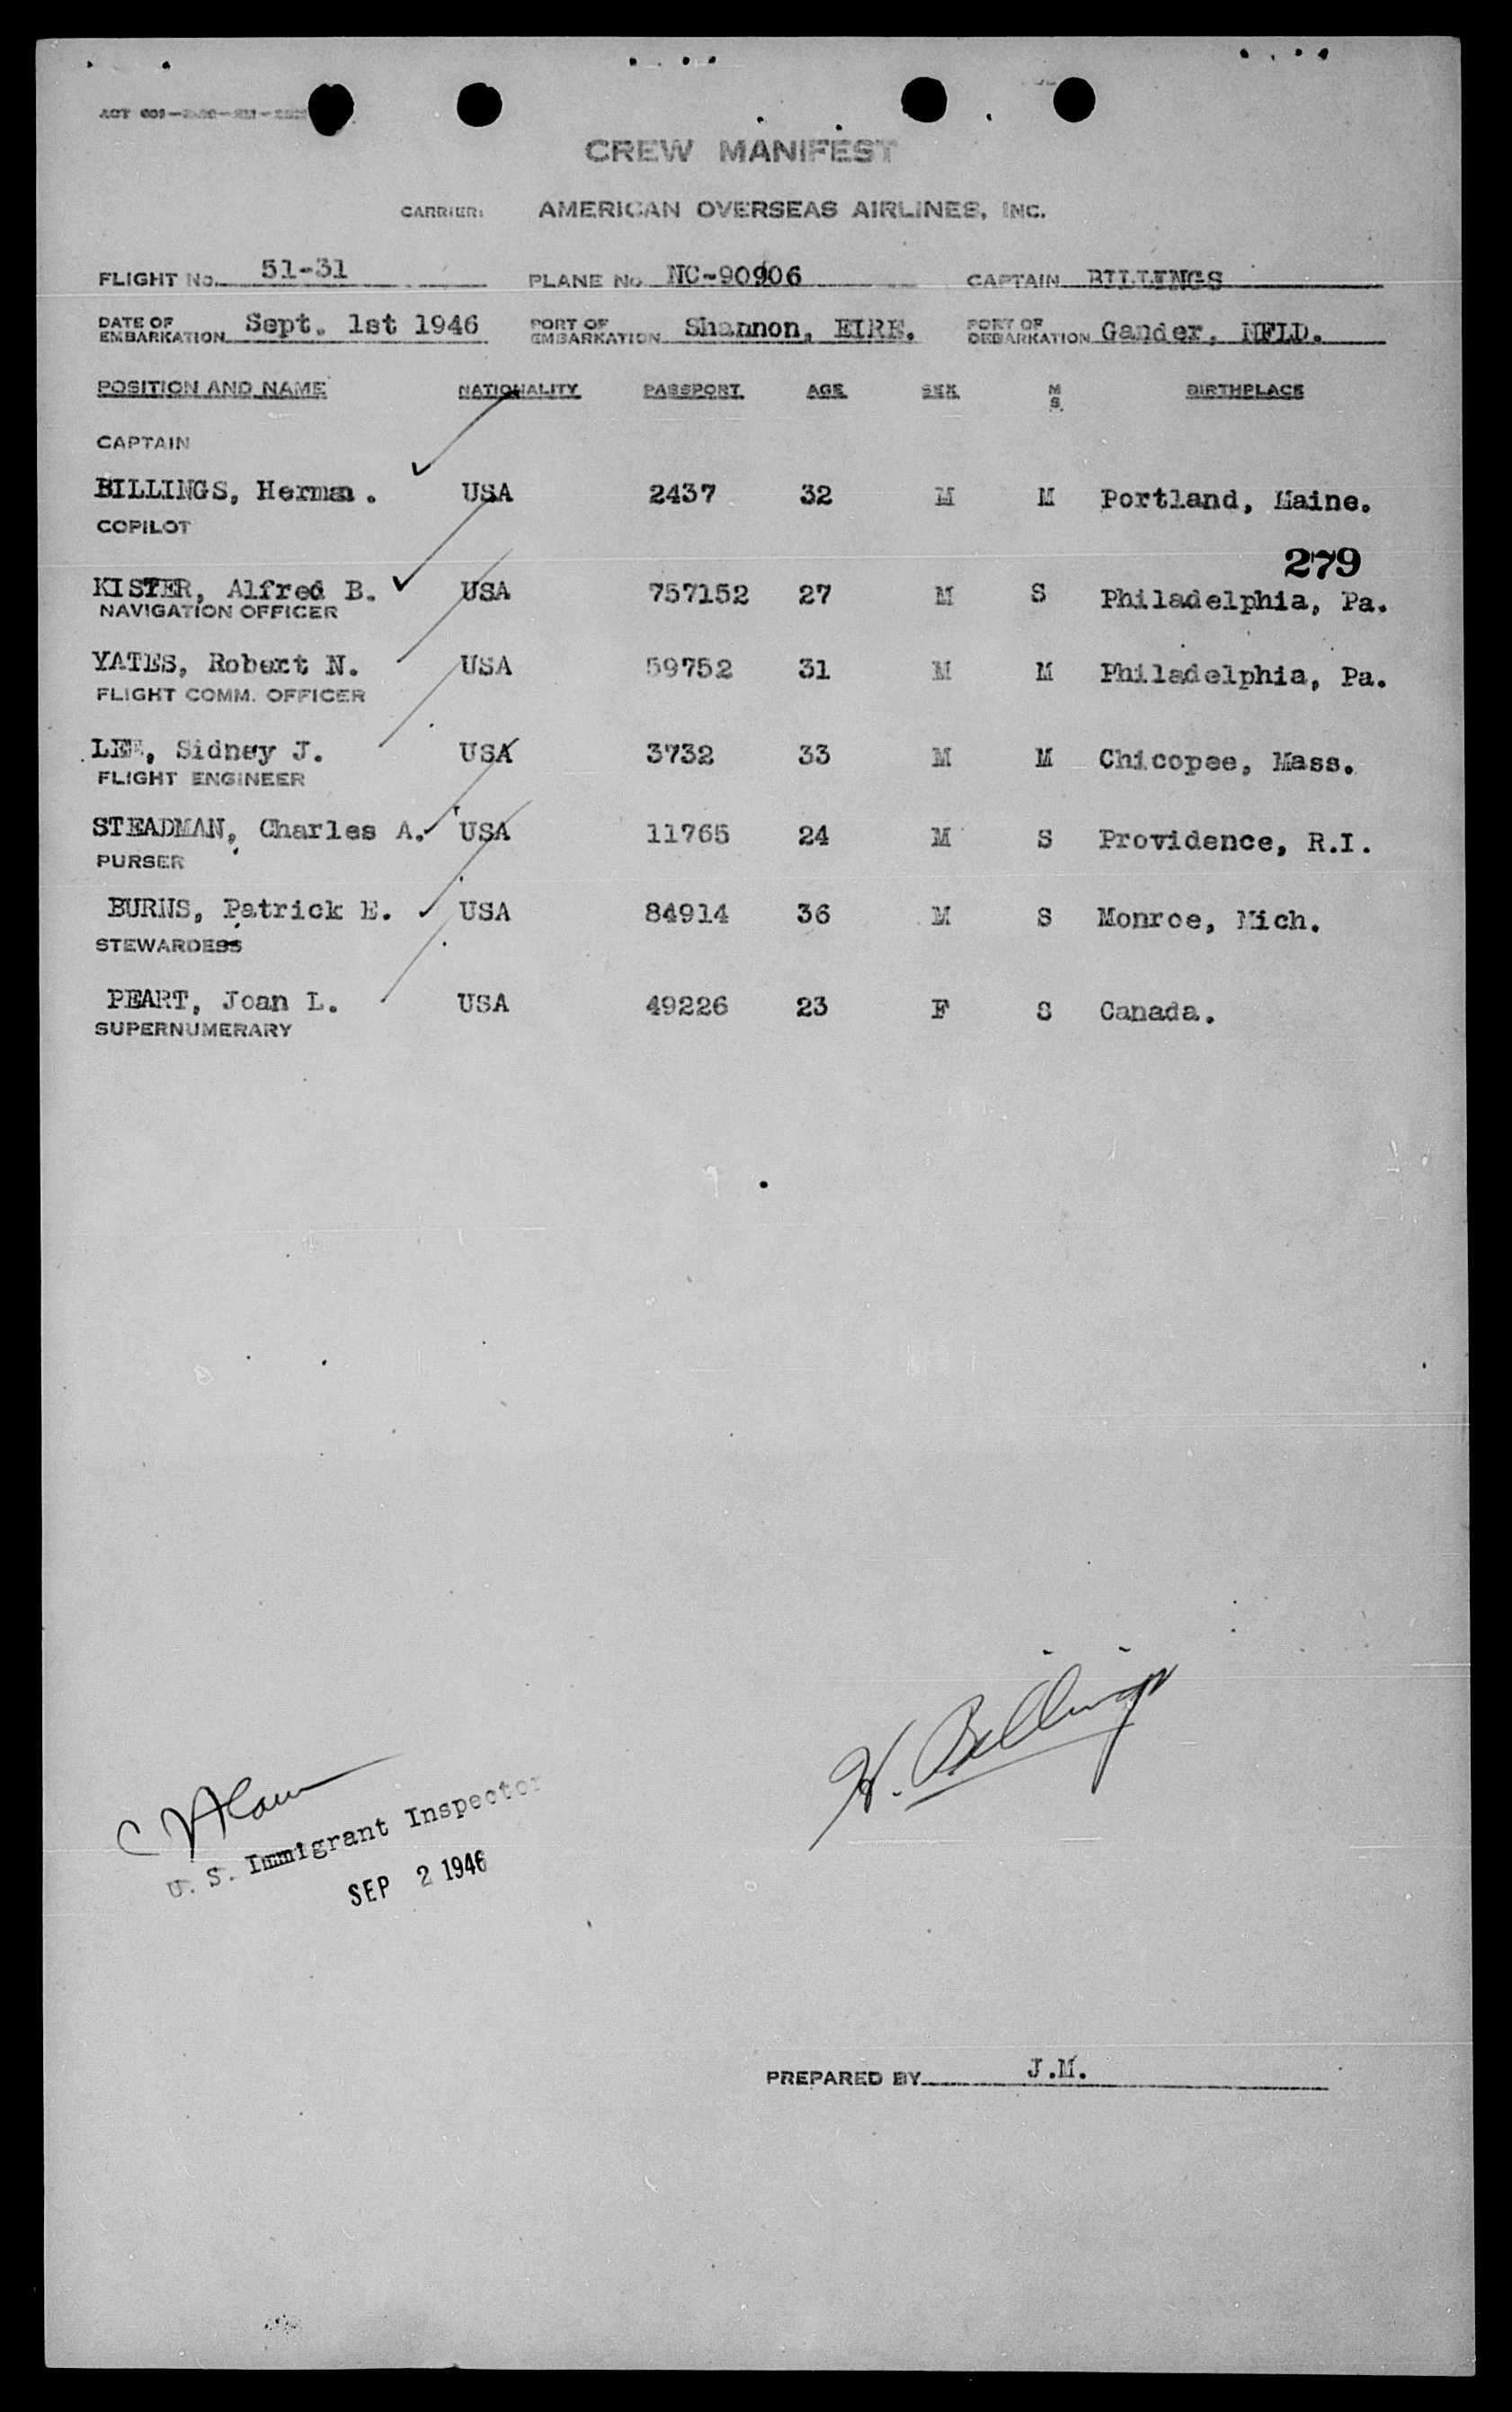 CREW MANIFEST
CARRIER: AMERICAN OVERSEAS AIRLINES, INC.
FLIGHT No. 51-31 PLANE No. NC-90906 CAPTAIN BILLINGS
DATE OF EMBARKATION Sept. 1st 1946 PORT OF EMBARKATION Shannon, EIRE. PORT OF DEBARKATION Gander, NFLD.
POSITION AND NAME NATIONALITY PASSPORT AGE SEX M S. BIRTHPLACE
CAPTAIN
BILLINGS, Herman. USA 2437 32 M M Portland, Maine.
COPILOT
279
KISTER, Alfred B. USA 757152 27 M S Philadelphia, Pa.
NAVIGATION OFFICER
YATES, Robert N. USA 59752 31 M M Philadelphia, Pa.
FLIGHT COMM. OFFICER
LEE, Sidney J. USA 3732 33 M M Chicopee, Mass.
FLIGHT ENGINEER
STEADMAN, Charles A. USA 11765 24 M S Providence, R.I.
PURSER
BURNS, Patrick E. USA 84914 36 M S Monroe, Mich.
STEWARDESS
PEART, Joan L. USA 49226 23 F S Canada.
SUPERNUMERARY
H. Billings
U. S. Immigrant Inspector
SEP 2 1946
PREPARED BY J.M.